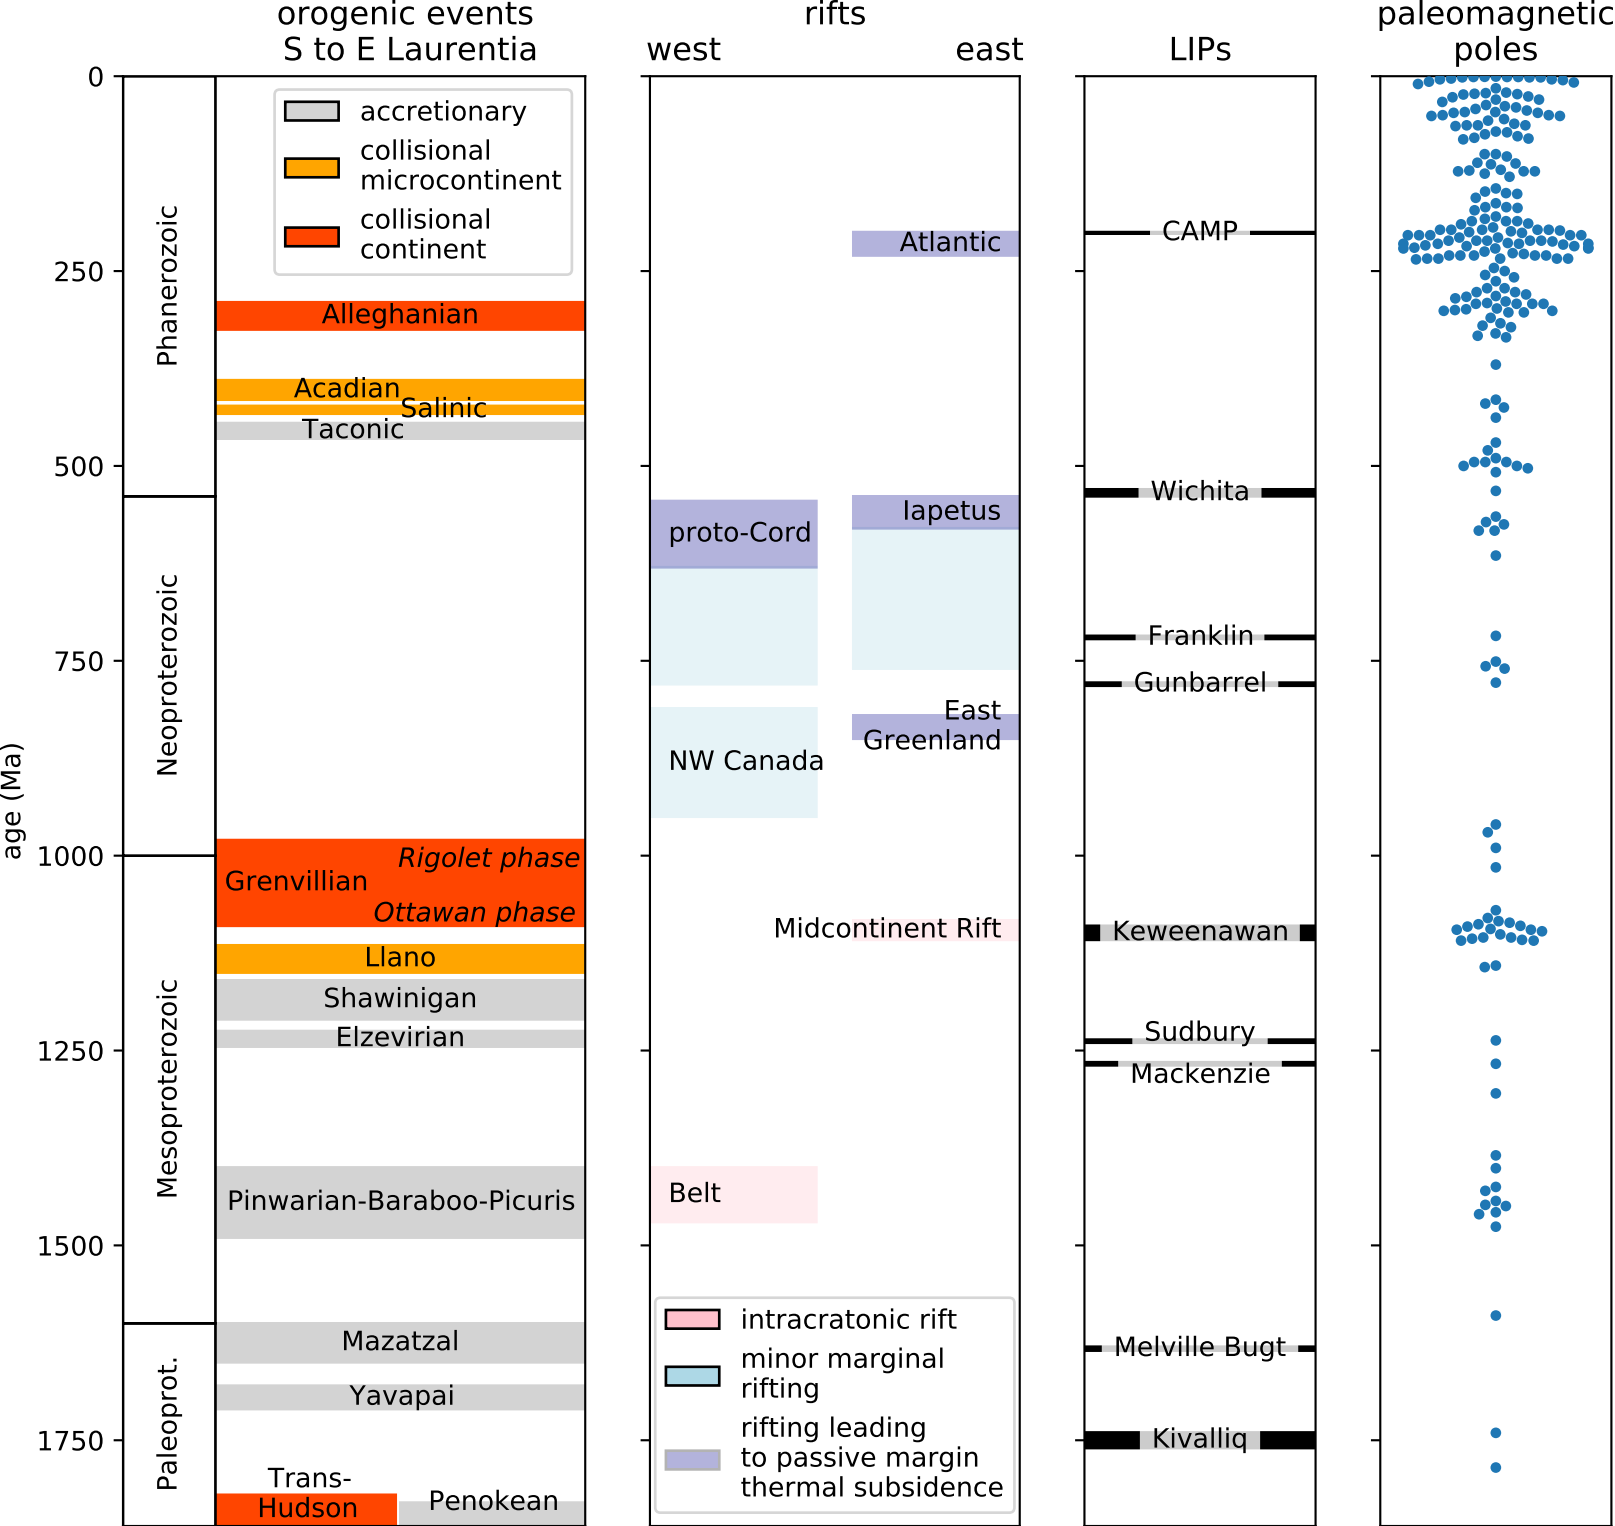 orogenic events
S to E Laurentia
rifts
west
east
LIPs
paleomagnetic
poles
age (Ma)
0
250
500
750
1000
1250
1500
1750
Phanerozoic
Neoproterozoic
Mesoproterozoic
Paleoprot.
accretionary
collisional
microcontinent
collisional
continent
Alleghanian
Acadian
Salinic
Taconic
Rigolet phase
Grenvillian
Ottawan phase
Llano
Shawinigan
Elzevirian
Pinwarian-Baraboo-Picuris
Mazatzal
Yavapai
Trans-
Hudson
Penokean
Atlantic
Iapetus
proto-Cord
East
Greenland
NW Canada
Midcontinent Rift
Belt
intracratonic rift
minor marginal
rifting
rifting leading
to passive margin
thermal subsidence
CAMP
Wichita
Franklin
Gunbarrel
Keweenawan
Sudbury
Mackenzie
Melville Bugt
Kivalliq